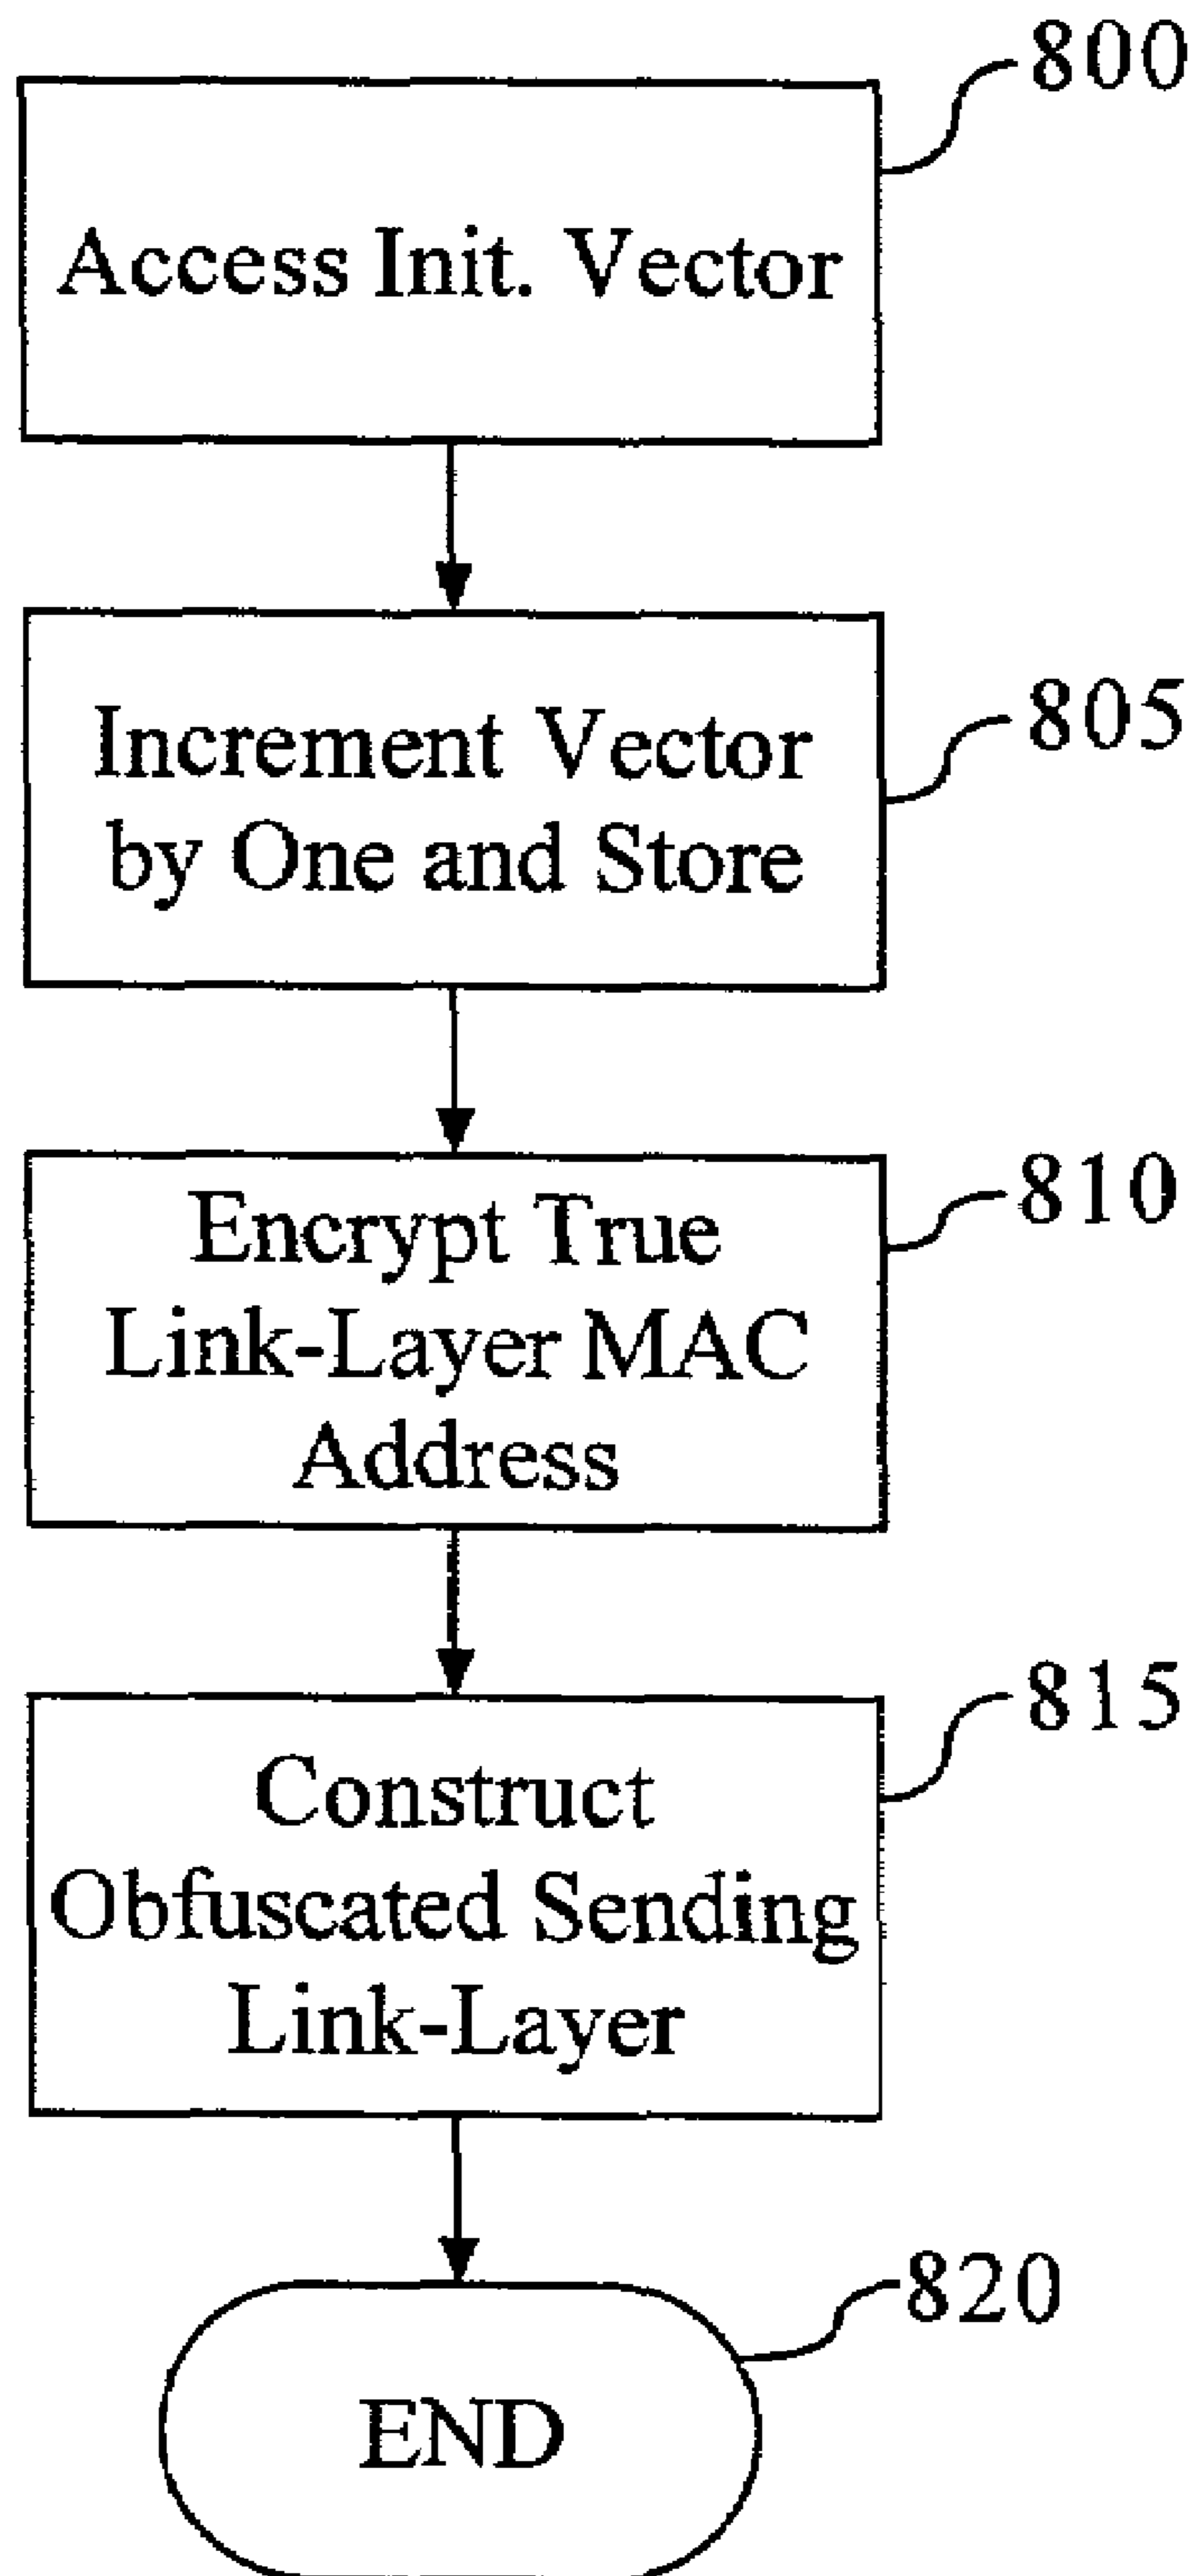 800
Access Init. Vector
805
Increment Vector
by One and Store
810
Encrypt True
Link-Layer MAC
Address
815
Construct
Obfuscated Sending
Link-Layer
820
END